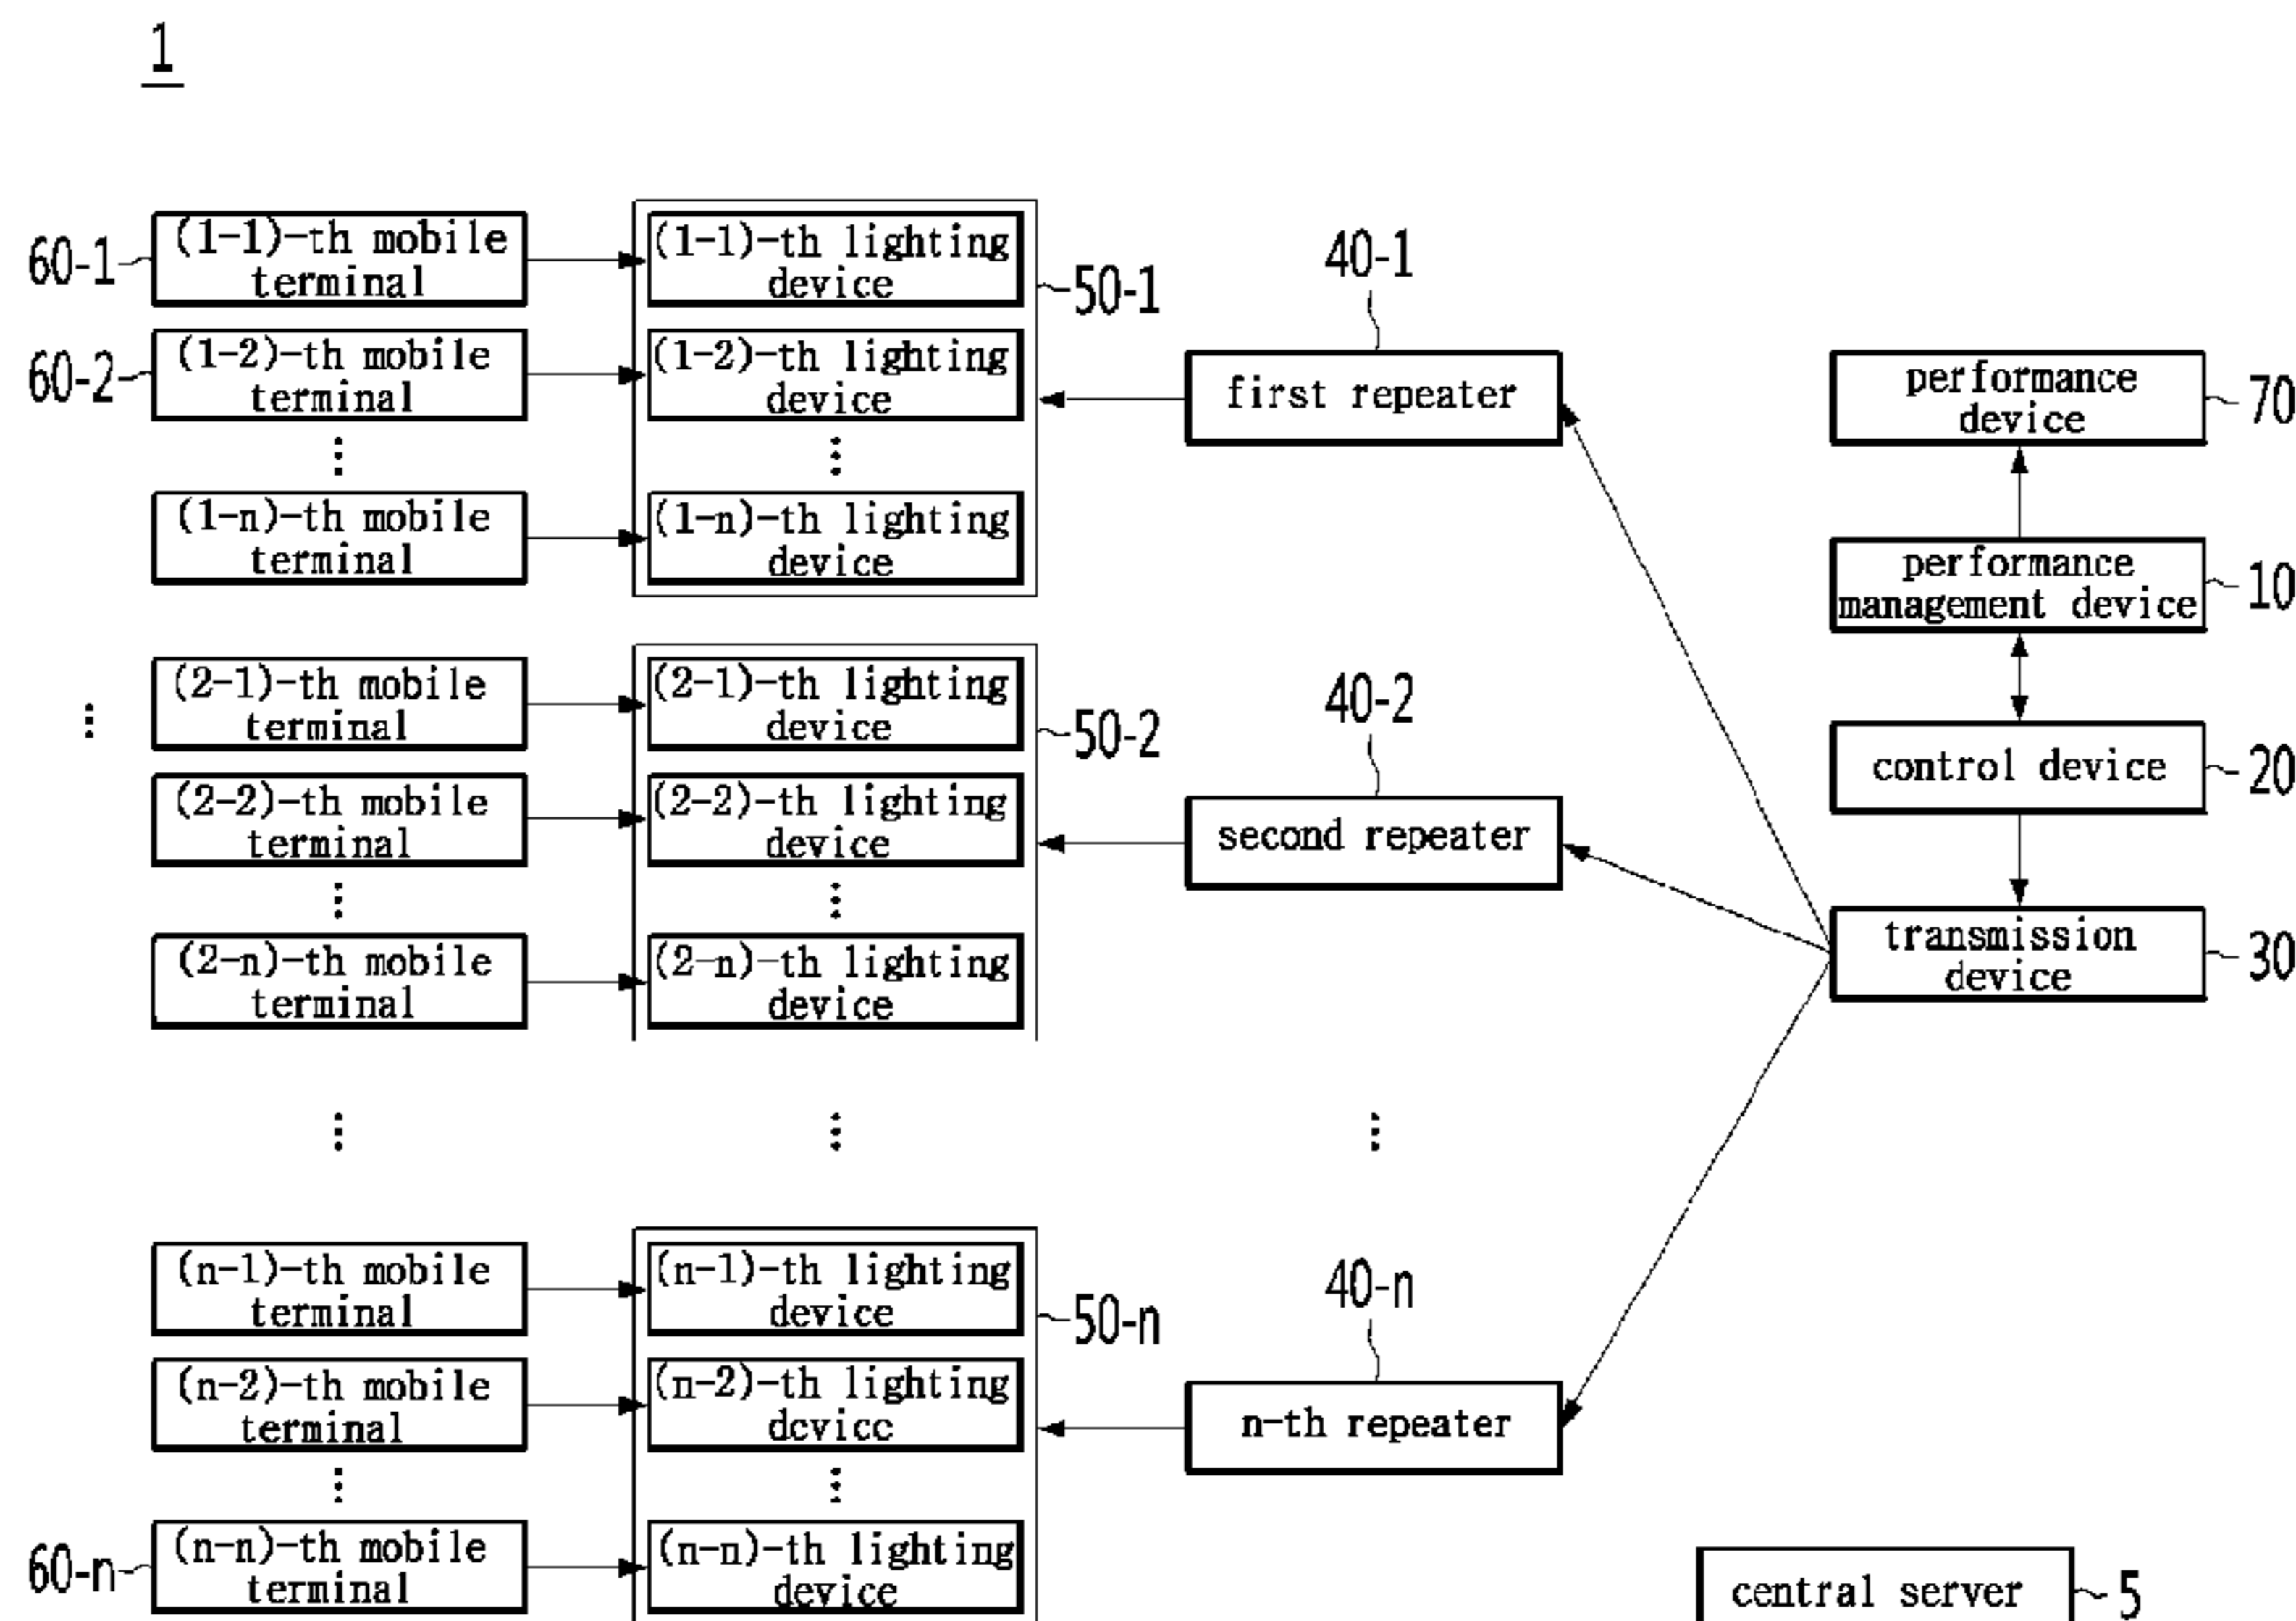 1
60-1
(1-1)-th mobile
terminal
(1-1)-th lighting
device
50-1
60-2
(1-2)-th mobile
terminal
(1-2)-th lighting
device
(1-n)-th mobile
terminal
(1-n)-th lighting
device
40-1
first repeater
(2-1)-th mobile
terminal
(2-1)-th lighting
device
50-2
(2-2)-th mobile
terminal
(2-2)-th lighting
device
(2-n)-th mobile
terminal
(2-n)-th lighting
device
40-2
second repeater
(n-1)-th mobile
terminal
(n-1)-th lighting
device
50-n
(n-2)-th mobile
terminal
(n-2)-th lighting
device
60-n
(n-n)-th mobile
terminal
(n-n)-th lighting
device
40-n
n-th repeater
performance
device
70
performance
management device
10
control device
20
transmission
device
30
central server
5